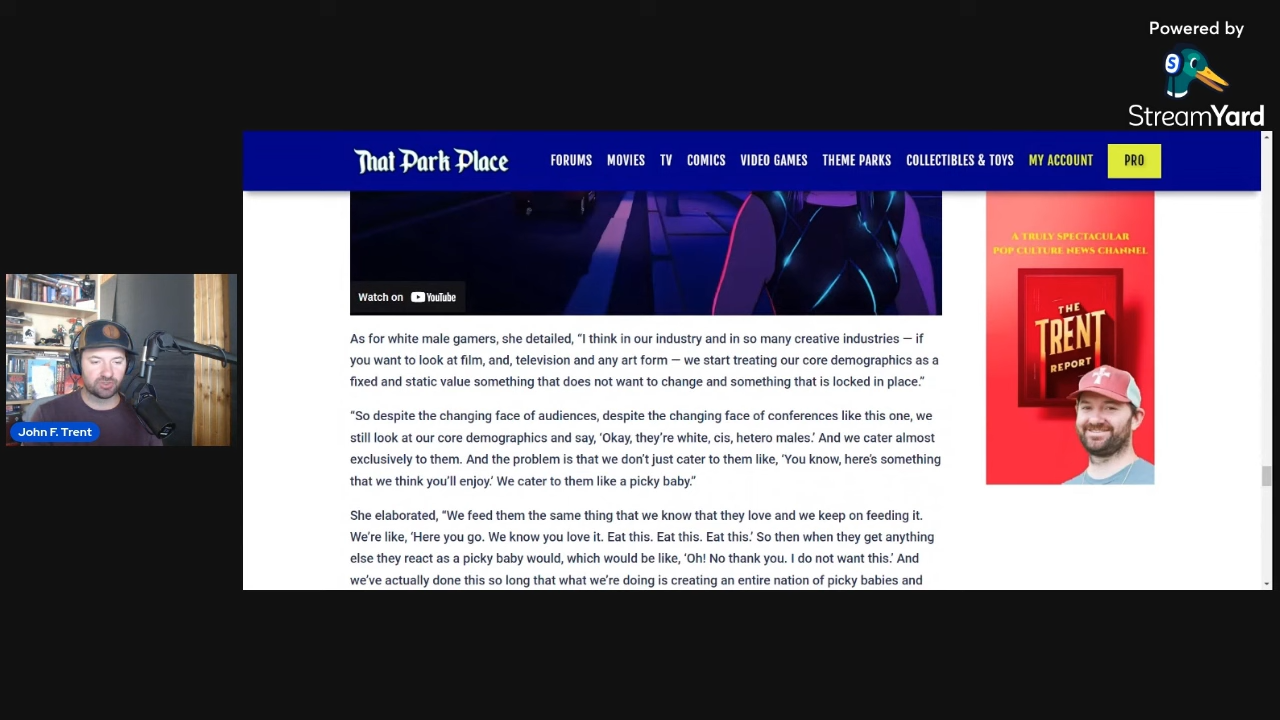 Powered by
S
StreamYard
That Park Place
FORUMS MOVIES TV COMICS VIDEO GAMES THEME PARKS COLLECTIBLES & TOYS MY ACCOUNT PRO
Watch on YouTube
As for white male gamers, she detailed, “I think in our industry and in so many creative industries — if
you want to look at film, and, television and any art form — we start treating our core demographics as a
fixed and static value something that does not want to change and something that is locked in place.”
“So despite the changing face of audiences, despite the changing face of conferences like this one, we
still look at our core demographics and say, ‘Okay, they’re white, cis, hetero males.’ And we cater almost
exclusively to them. And the problem is that we don’t just cater to them like, ‘You know, here’s something
that we think you’ll enjoy.’ We cater to them like a picky baby.”
She elaborated, “We feed them the same thing that we know that they love and we keep on feeding it.
We’re like, ‘Here you go. We know you love it. Eat this. Eat this. Eat this.’ So then when they get anything
else they react as a picky baby would, which would be like, ‘Oh! No thank you. I do not want this.’ And
we’ve actually done this so long that what we’re doing is creating an entire nation of picky babies and
A TRULY SPECTACULAR
POP CULTURE NEWS CHANNEL
THE
TRENT
REPORT
John F. Trent